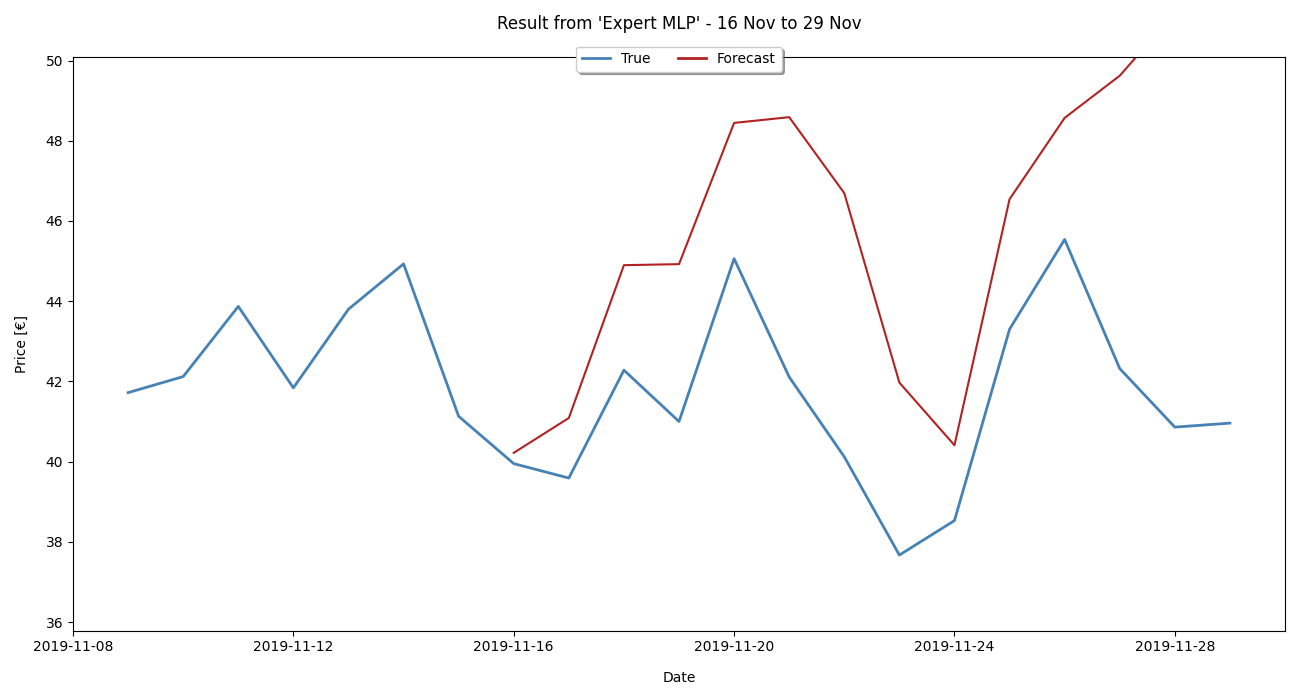 Result from 'Expert MLP' - 16 Nov to 29 Nov
True
Forecast
50
48
46
44
42
40
38
36
Price [€]
2019-11-08
2019-11-12
2019-11-16
2019-11-20
2019-11-24
2019-11-28
Date